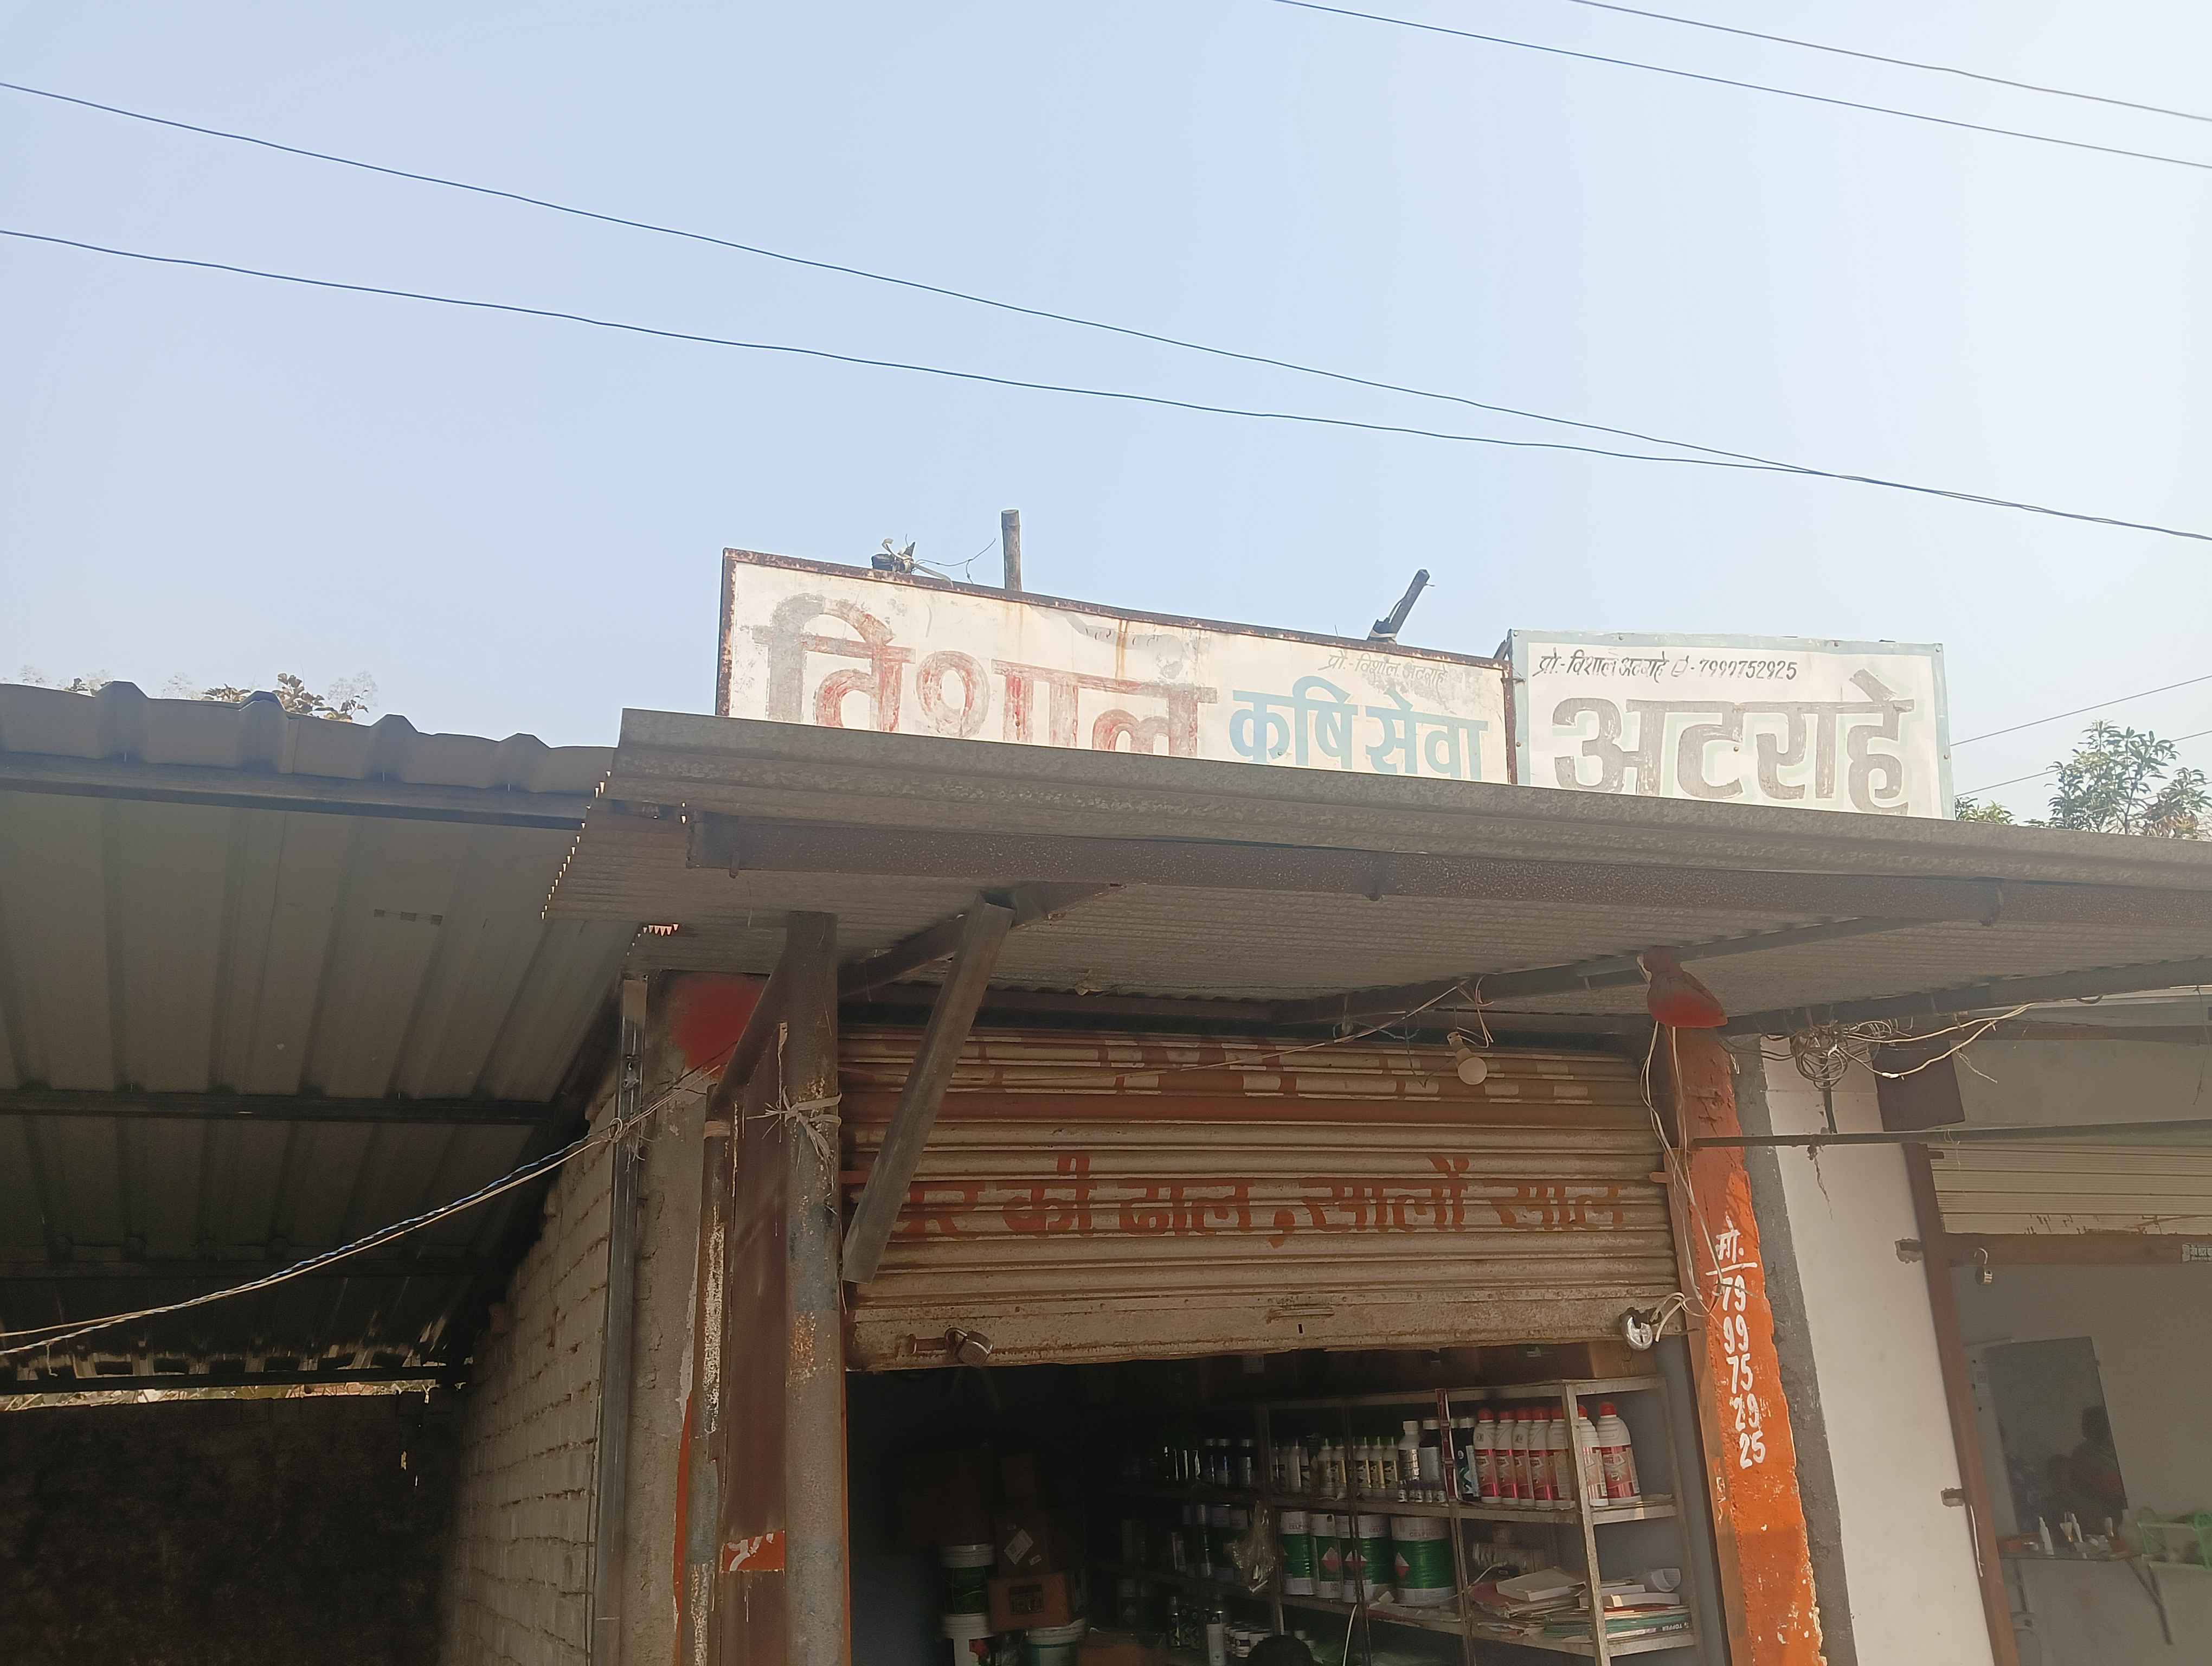 विशाल
प्रो.- विशाल अटराहे
कृषि सेवा
प्रो.- विशाल अटराहे मो - 7999752925
अटराहे
की ढाल, सालों साल
मो.
79
99
75
29
25